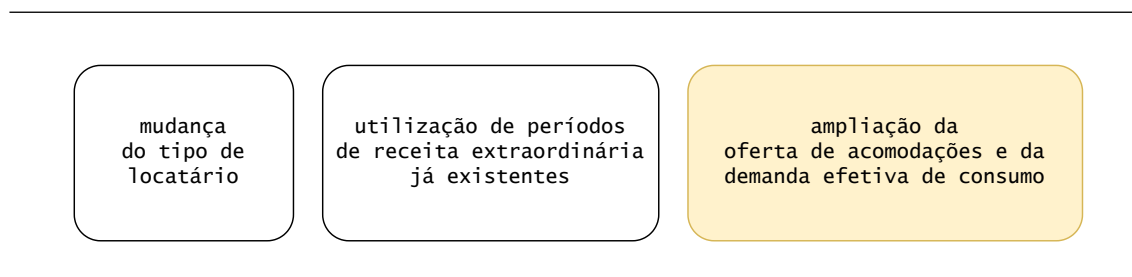 mudança
do tipo de
locatário
utilização de períodos
de receita extraordinária
já existentes
ampliação da
oferta de acomodações e da
demanda efetiva de consumo